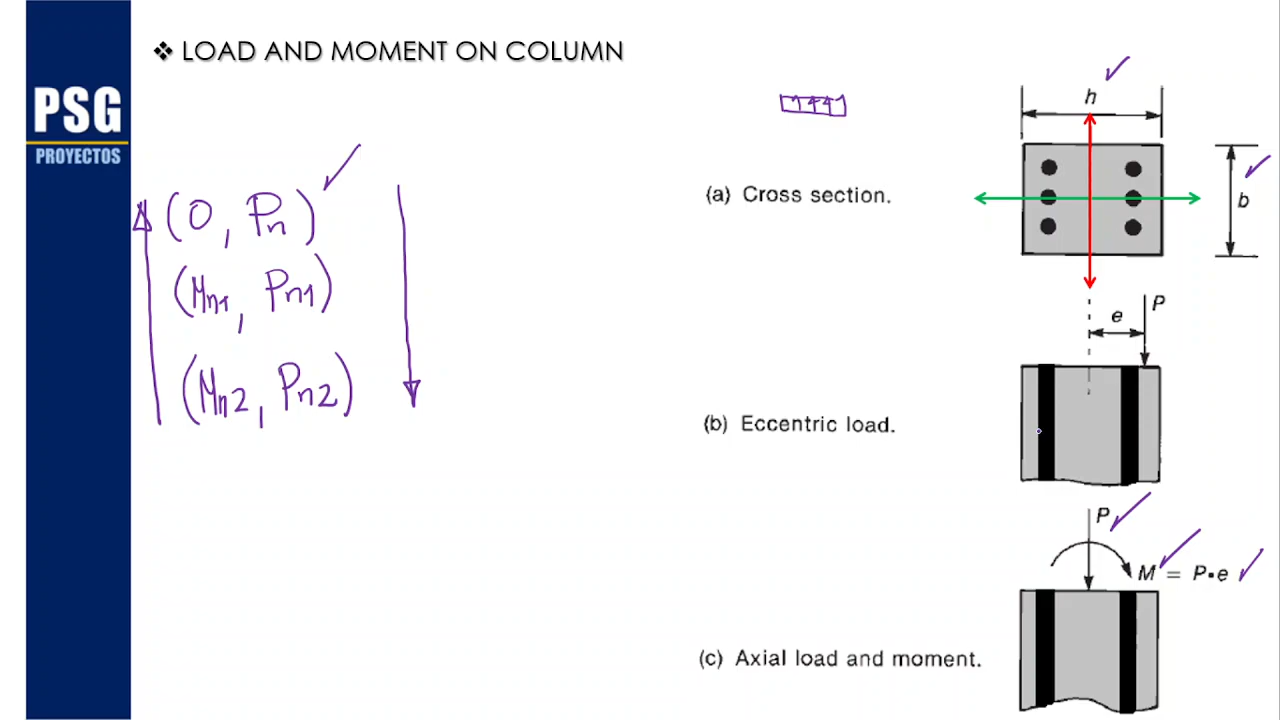 ❖ LOAD AND MOMENT ON COLUMN
PSG
PROYECTOS
(0, Pn)
(Mn1, Pn1)
(Mn2, Pn2)
h
(a) Cross section.
b
e
P
(b) Eccentric load.
P
M = P•e
(c) Axial load and moment.